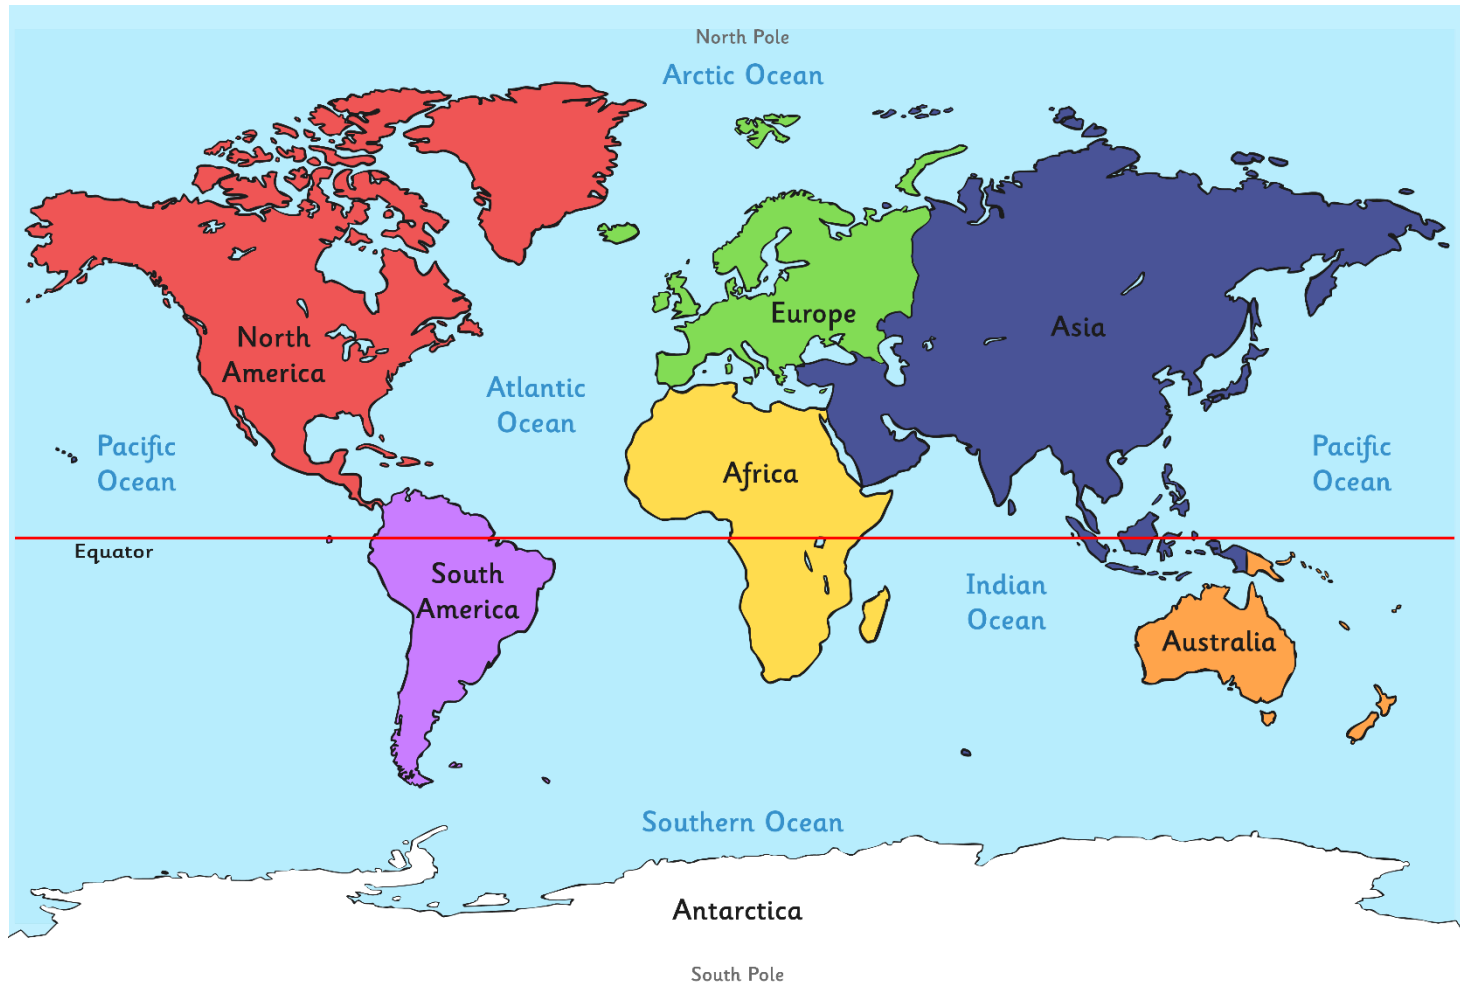 North Pole
Arctic Ocean
Europe
Asia
North
America
Atlantic
Ocean
Pacific
Ocean
Pacific
Ocean
Africa
Equator
South
America
Indian
Ocean
Australia
Southern Ocean
Antarctica
South Pole